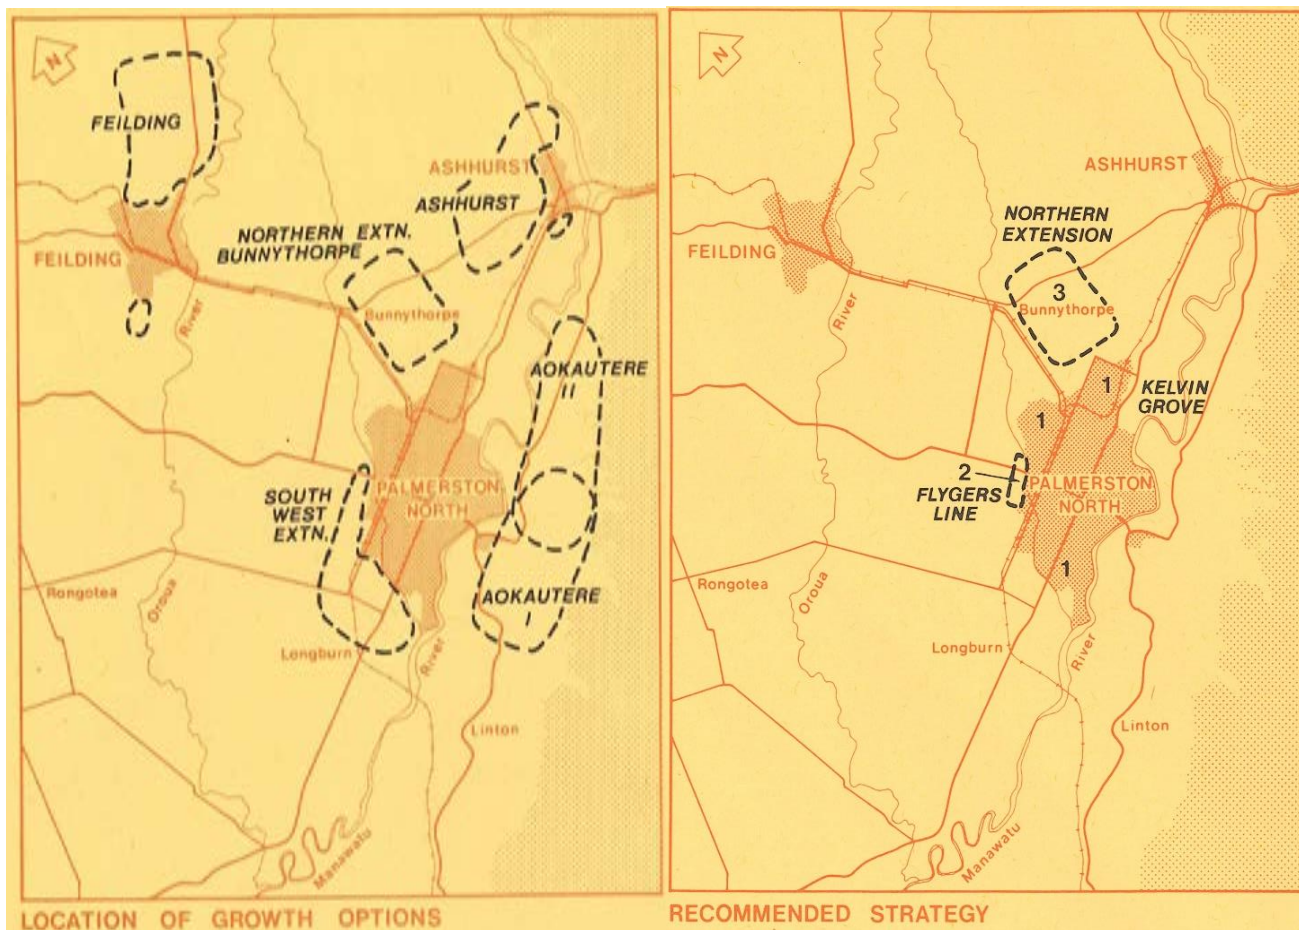 N
FEILDING
ASHHURST
ASHHURST
NORTHERN EXTN.
BUNNYTHORPE
FEILDING
River
Bunnythorpe
AOKAUTERE
II
SOUTH
WEST
EXTN.
PALMERSTON
NORTH
Rongotea
Oroua
AOKAUTERE
I
Longburn
River
Linton
Manawatu
LOCATION OF GROWTH OPTIONS
N
ASHHURST
NORTHERN
EXTENSION
FEILDING
3
Bunnythorpe
River
1
KELVIN
GROVE
1
2
FLYGERS
LINE
PALMERSTON
NORTH
1
Rongotea
Oroua
Longburn
River
Linton
Manawatu
RECOMMENDED STRATEGY